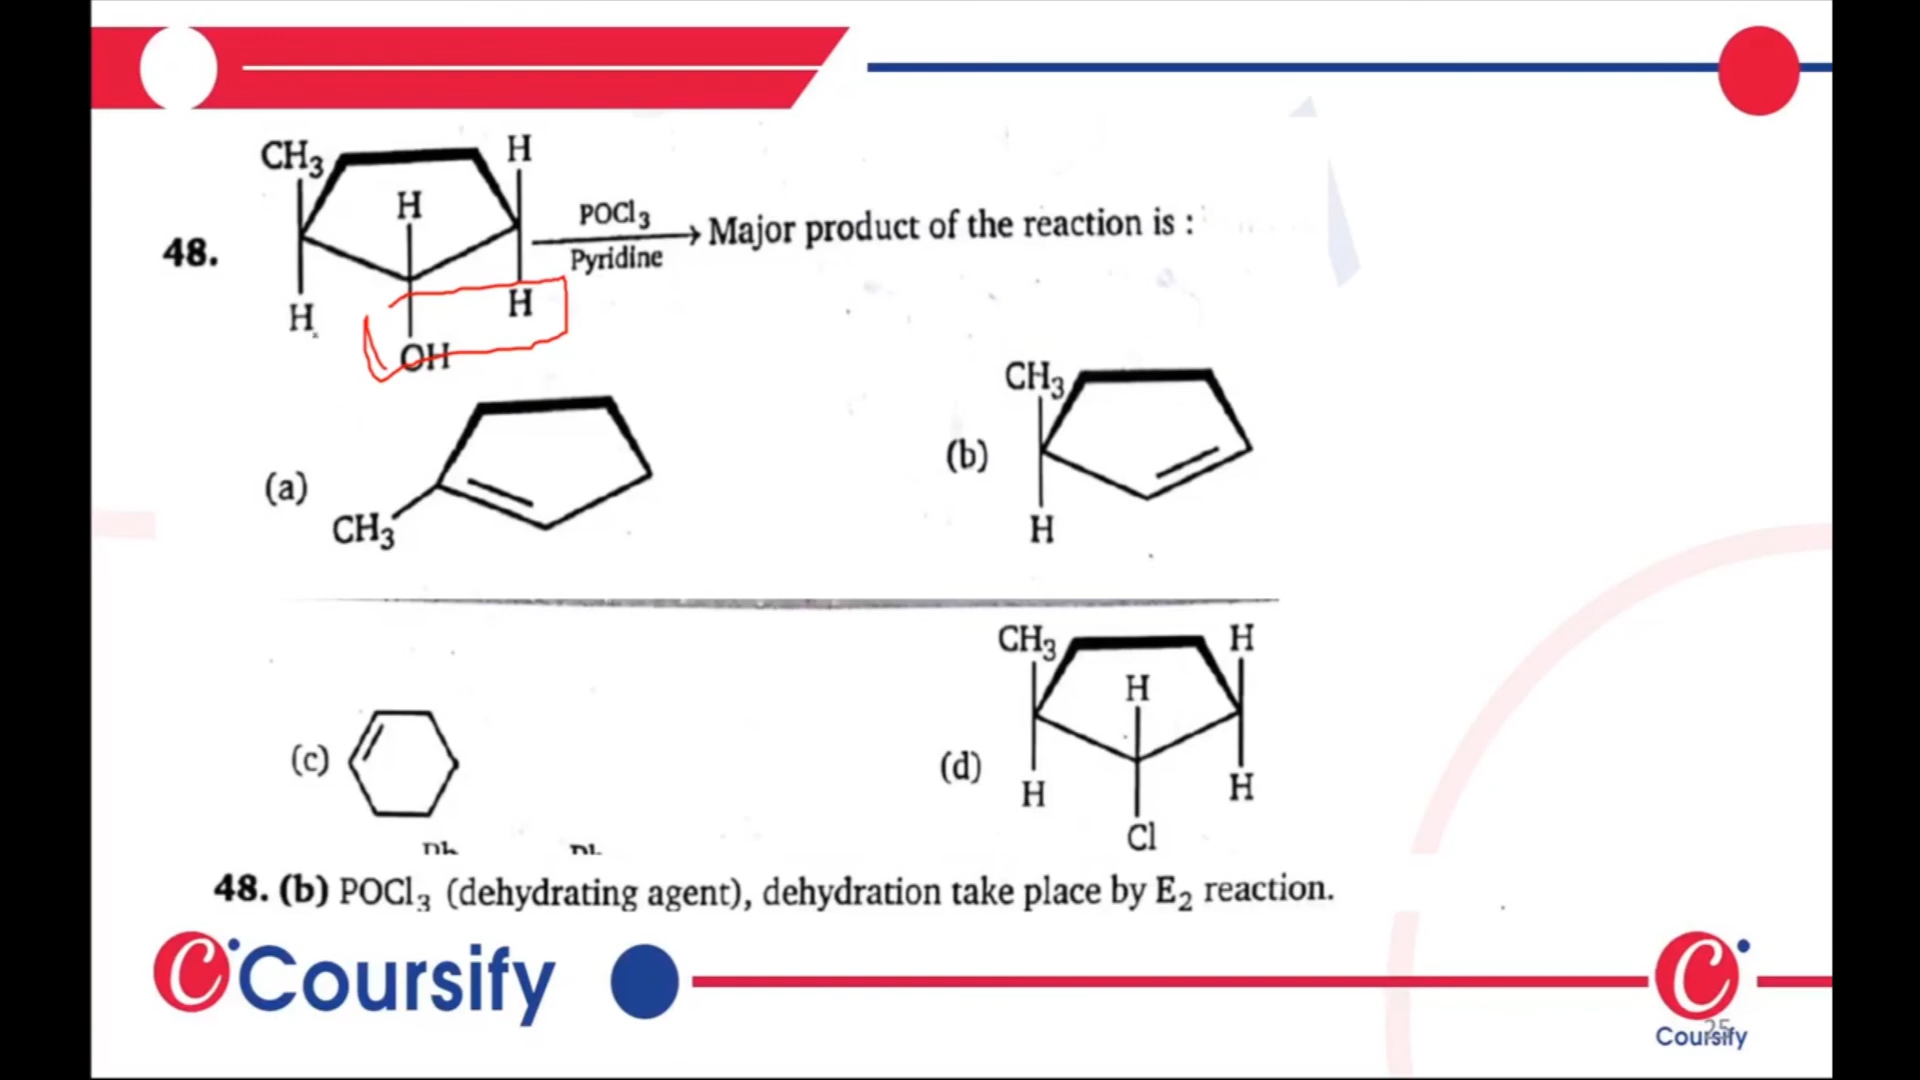 CH3
H
H
48.
POCl3
Pyridine
Major product of the reaction is :
H
H
OH
(a)
CH3
(b)
CH3
H
(c)
(d)
CH3
H
H
H
H
Cl
48. (b) POCl3 (dehydrating agent), dehydration take place by E2 reaction.
Coursify
Coursify
25